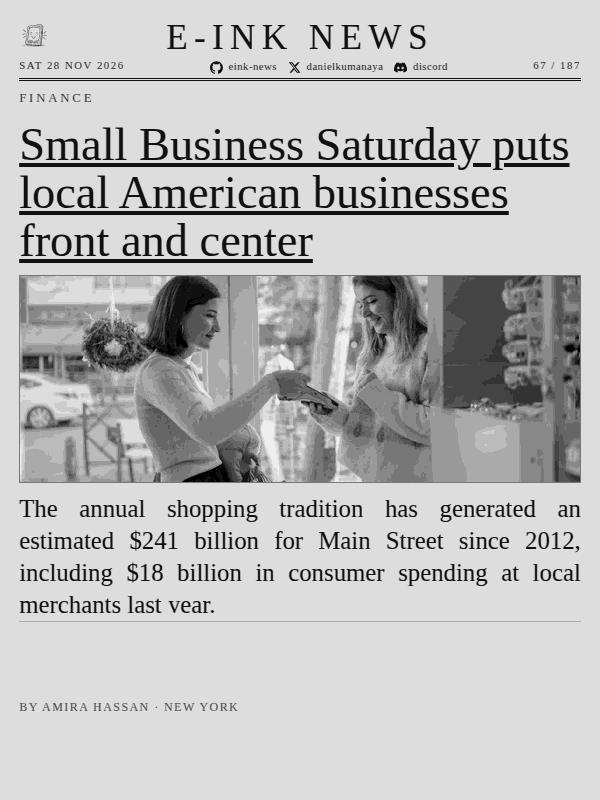 E-INK NEWS
SAT 28 NOV 2026
eink-news danielkumanaya discord
67 / 187
FINANCE
Small Business Saturday puts
local American businesses
front and center
The annual shopping tradition has generated an
estimated $241 billion for Main Street since 2012,
including $18 billion in consumer spending at local
merchants last year.
BY AMIRA HASSAN · NEW YORK